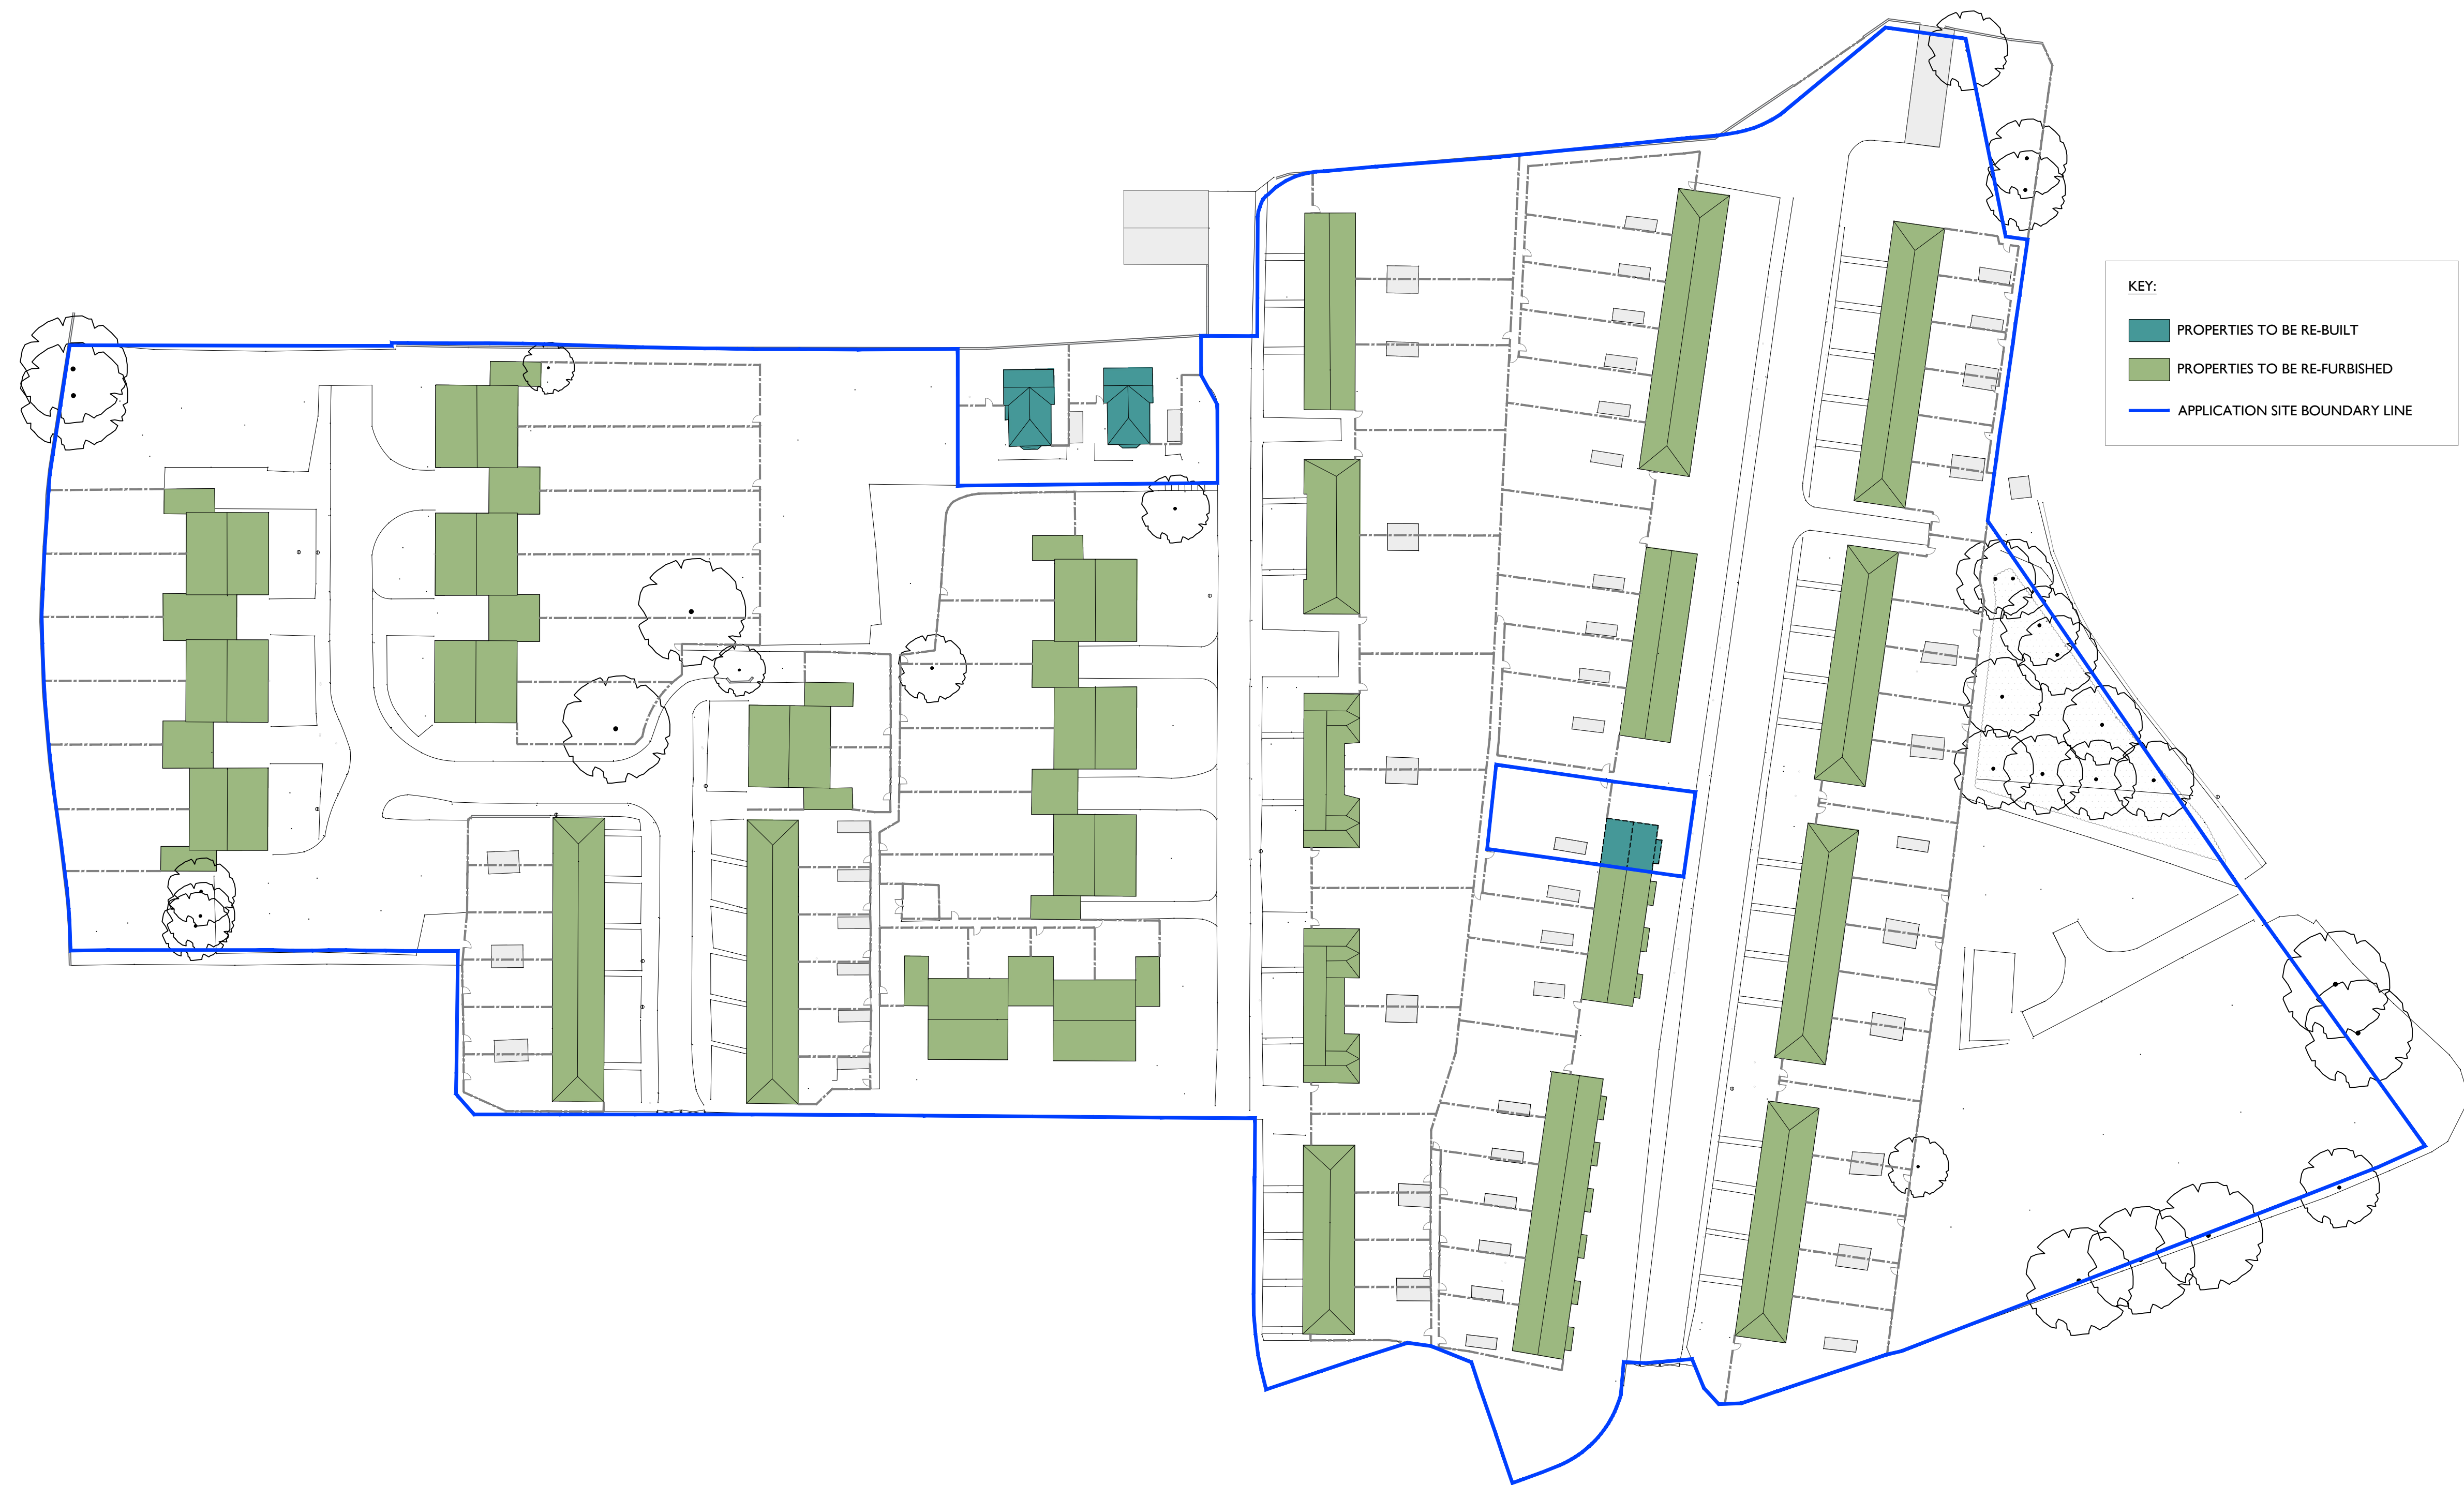 KEY:
PROPERTIES TO BE RE-BUILT
PROPERTIES TO BE RE-FURBISHED
APPLICATION SITE BOUNDARY LINE